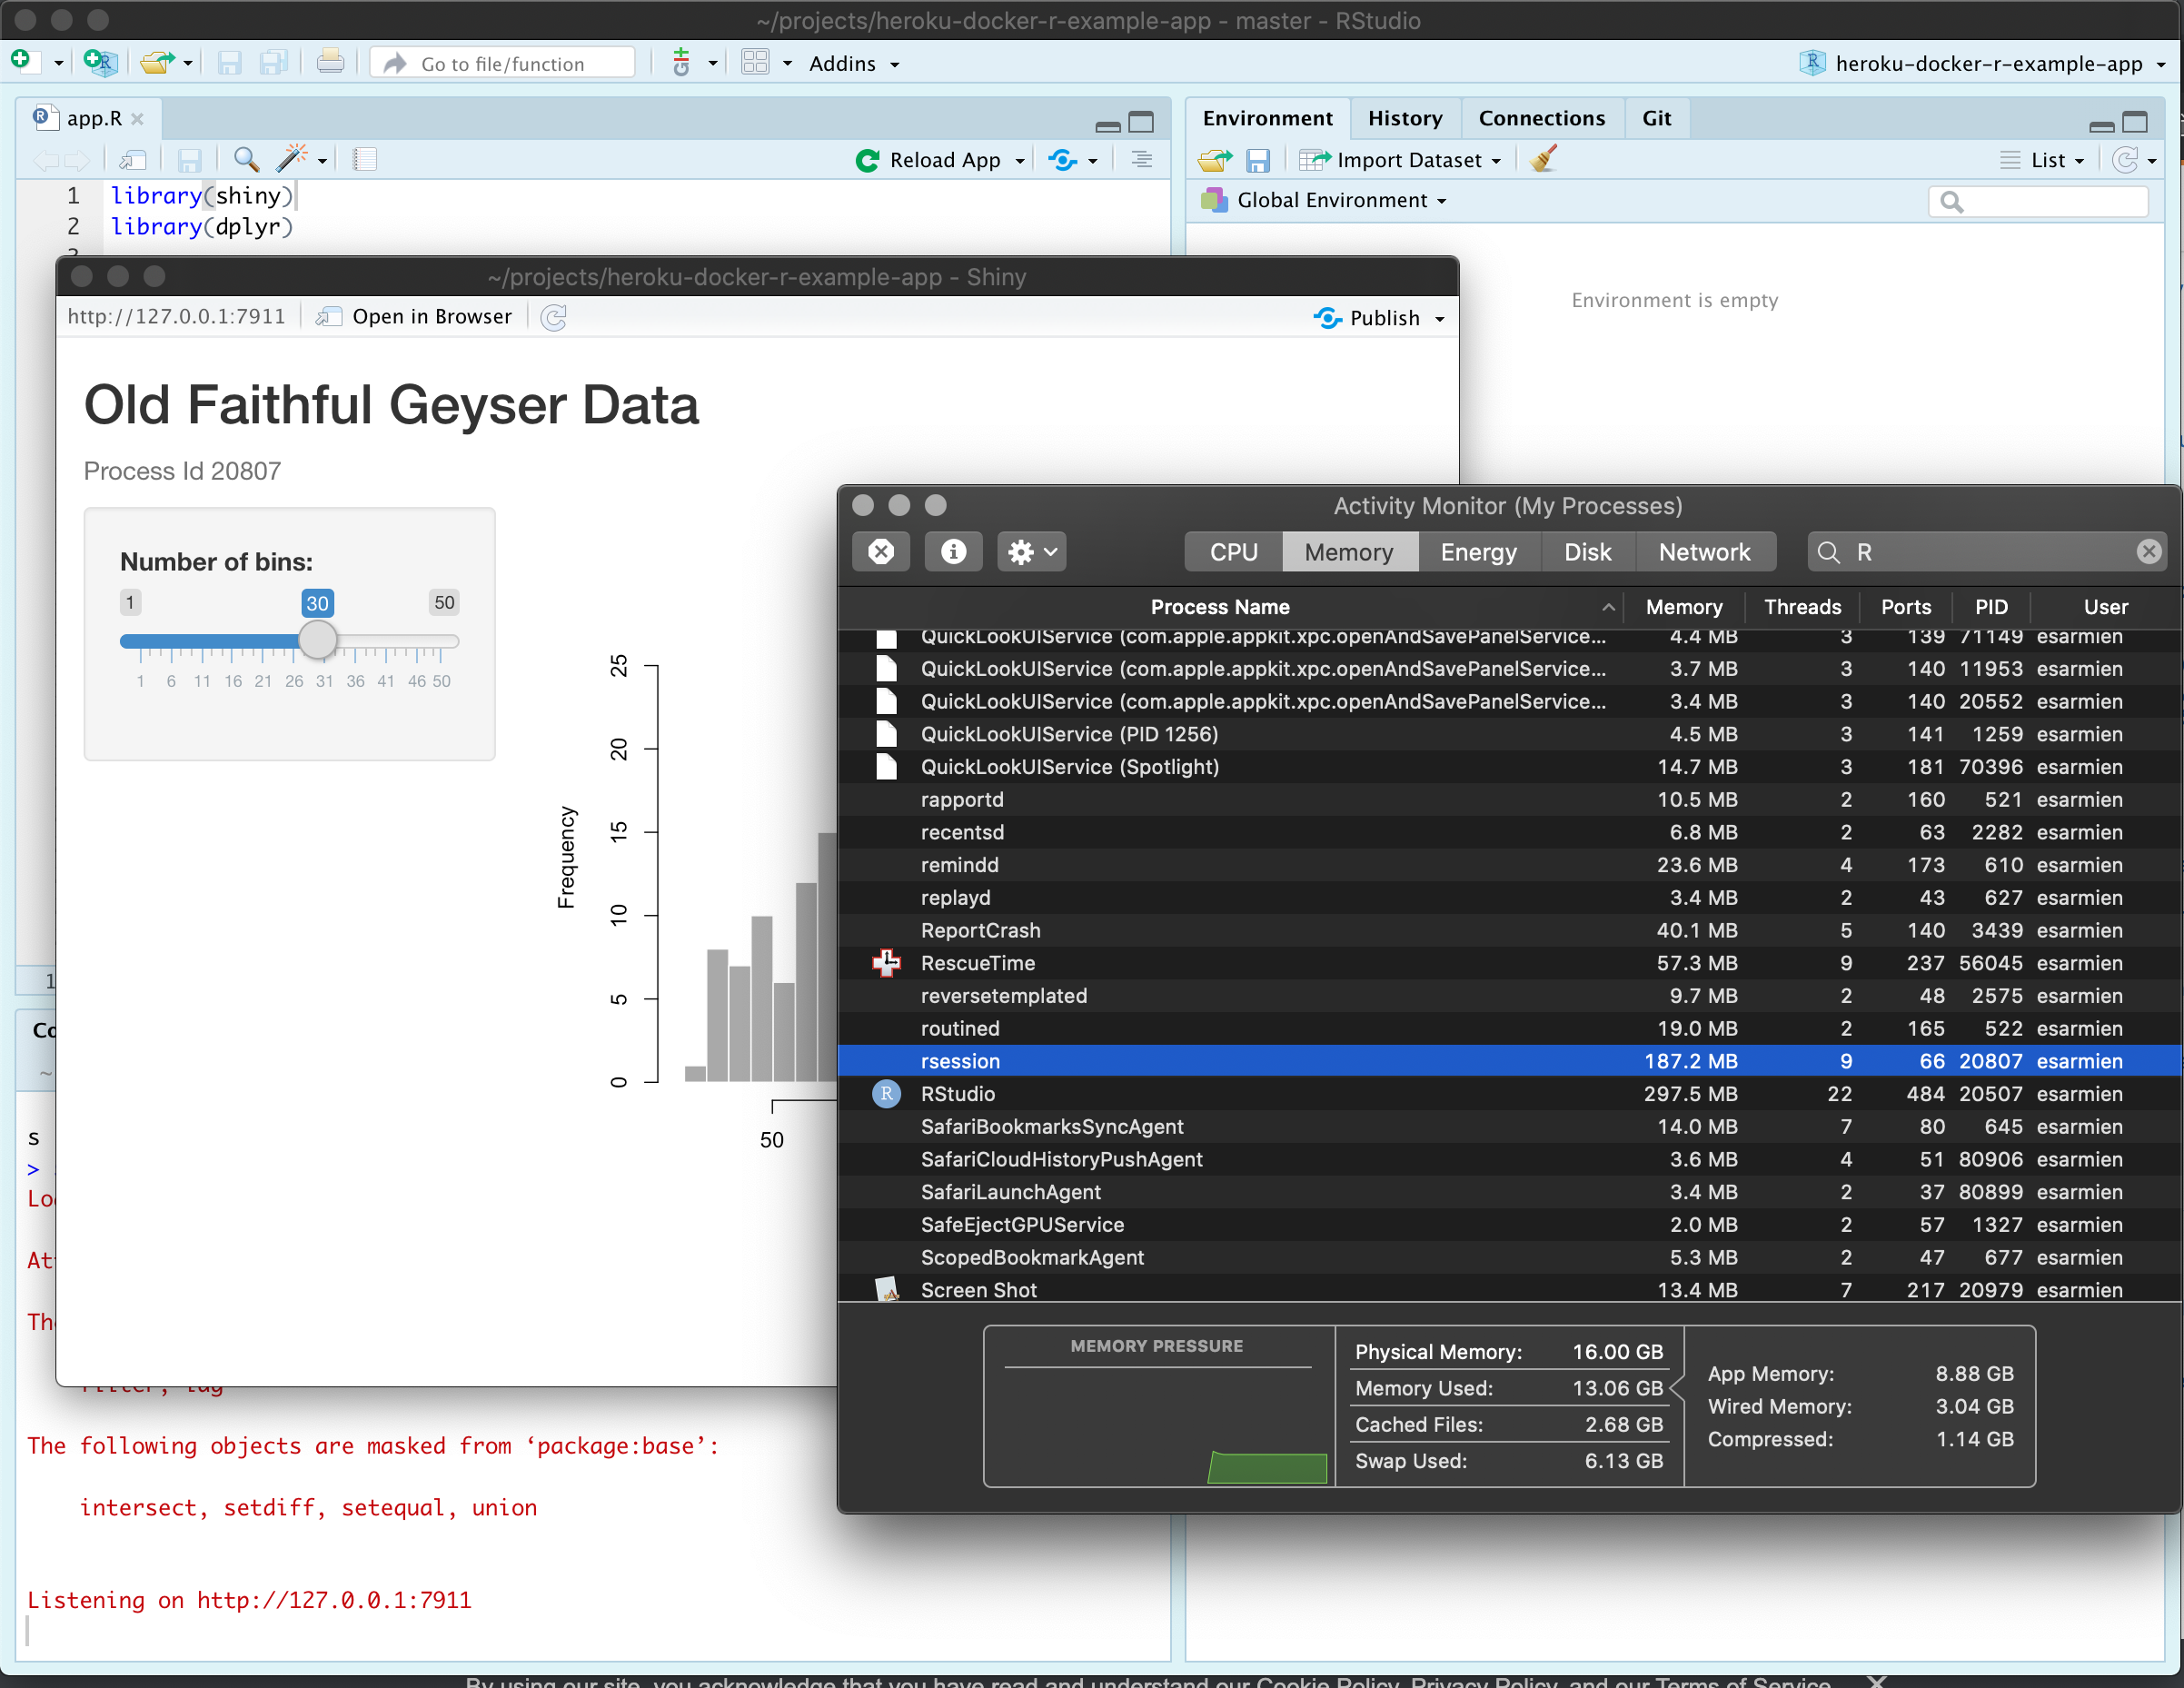 ~/projects/heroku-docker-r-example-app - master - RStudio
Go to file/function
Addins
heroku-docker-r-example-app
app.R
Reload App
1 library(shiny)
2 library(dplyr)
Environment History Connections Git
Import Dataset
List
Global Environment
Environment is empty
~/projects/heroku-docker-r-example-app - Shiny
http://127.0.0.1:7911 Open in Browser
Publish
Old Faithful Geyser Data
Process Id 20807
Number of bins:
1 30 50
1 6 11 16 21 26 31 36 41 46 50
Frequency
25
20
15
10
5
0
50
Activity Monitor (My Processes)
CPU Memory Energy Disk Network
R
Process Name Memory Threads Ports PID User
QuickLookUIService (com.apple.appkit.xpc.openAndSavePanelService... 4.4 MB 3 139 71149 esarmien
QuickLookUIService (com.apple.appkit.xpc.openAndSavePanelService... 3.7 MB 3 140 11953 esarmien
QuickLookUIService (com.apple.appkit.xpc.openAndSavePanelService... 3.4 MB 3 140 20552 esarmien
QuickLookUIService (PID 1256) 4.5 MB 3 141 1259 esarmien
QuickLookUIService (Spotlight) 14.7 MB 3 181 70396 esarmien
rapportd 10.5 MB 2 160 521 esarmien
recentsd 6.8 MB 2 63 2282 esarmien
remindd 23.6 MB 4 173 610 esarmien
replayd 3.4 MB 2 43 627 esarmien
ReportCrash 40.1 MB 5 140 3439 esarmien
RescueTime 57.3 MB 9 237 56045 esarmien
reversetemplated 9.7 MB 2 48 2575 esarmien
routined 19.0 MB 2 165 522 esarmien
rsession 187.2 MB 9 66 20807 esarmien
RStudio 297.5 MB 22 484 20507 esarmien
SafariBookmarksSyncAgent 14.0 MB 7 80 645 esarmien
SafariCloudHistoryPushAgent 3.6 MB 4 51 80906 esarmien
SafariLaunchAgent 3.4 MB 2 37 80899 esarmien
SafeEjectGPUService 2.0 MB 2 57 1327 esarmien
ScopedBookmarkAgent 5.3 MB 2 47 677 esarmien
Screen Shot 13.4 MB 7 217 20979 esarmien
MEMORY PRESSURE
Physical Memory: 16.00 GB
Memory Used: 13.06 GB
Cached Files: 2.68 GB
Swap Used: 6.13 GB
App Memory: 8.88 GB
Wired Memory: 3.04 GB
Compressed: 1.14 GB
s
>
filter, lag
The following objects are masked from ‘package:base’:
intersect, setdiff, setequal, union
Listening on http://127.0.0.1:7911
By using our site, you acknowledge that you have read and understand our Cookie Policy, Privacy Policy, and our Terms of Service.